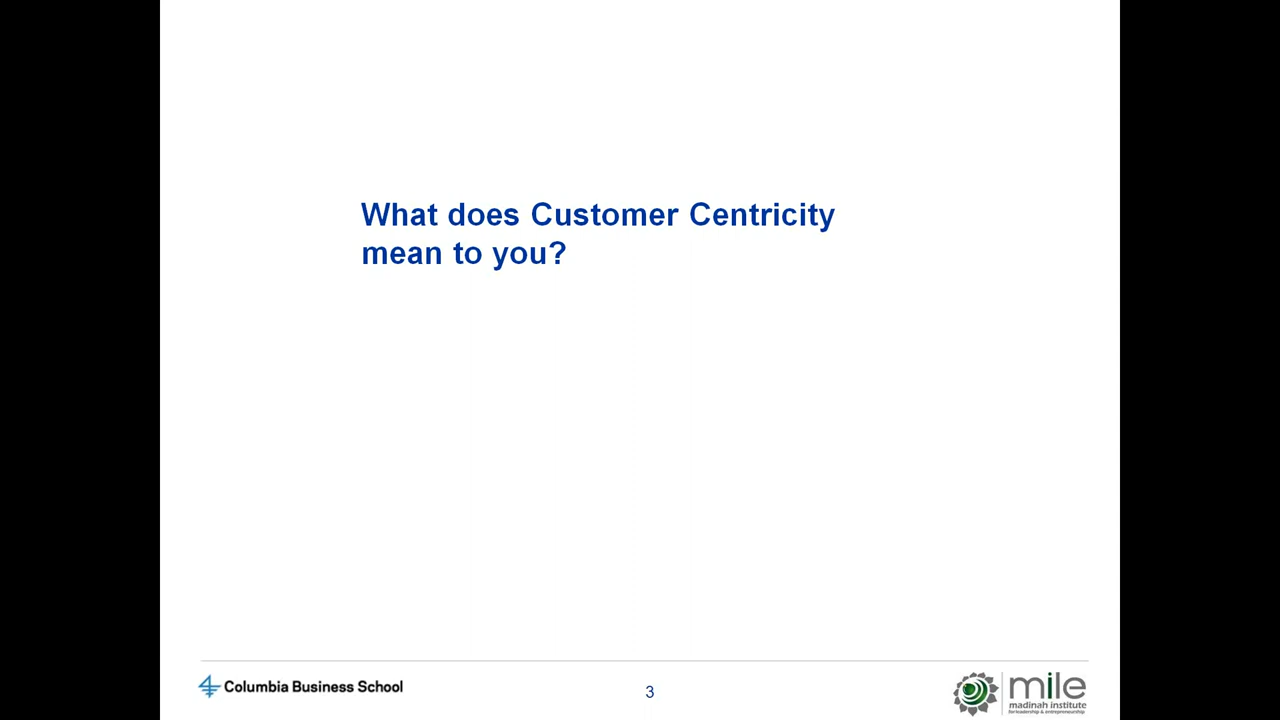 What does Customer Centricity
mean to you?
Columbia Business School
3
mile
madinah institute
for leadership & entrepreneurship